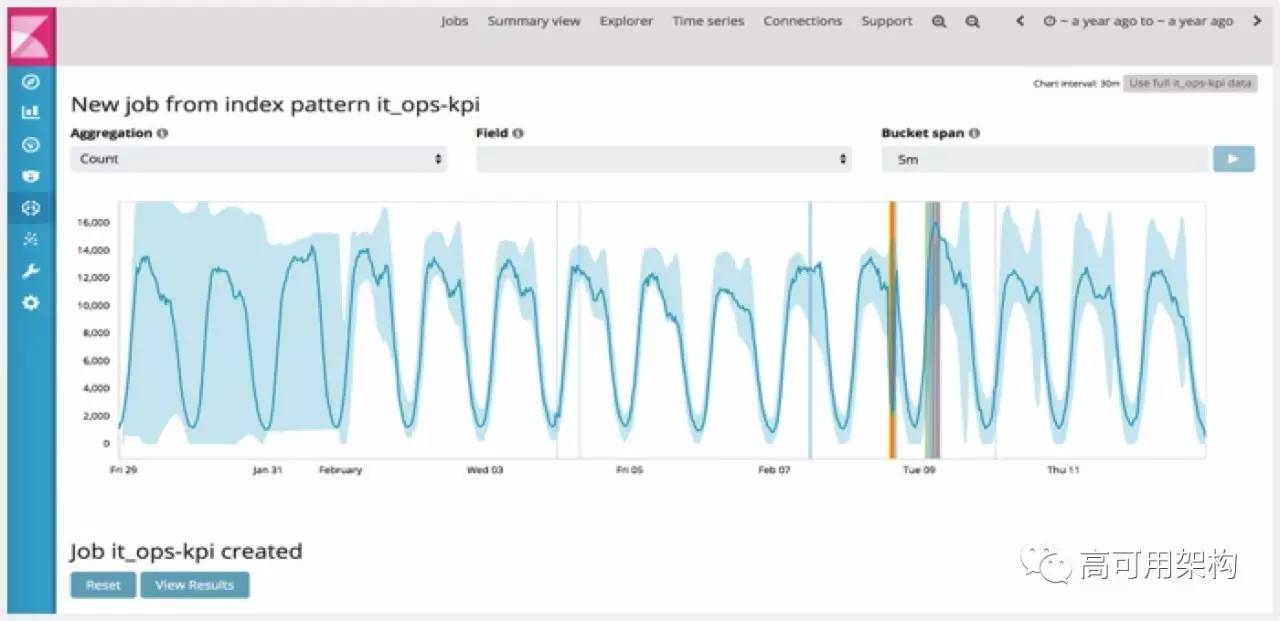 Jobs Summary view Explorer Time series Connections Support ~ a year ago to ~ a year ago
Chart interval: 30m Use full it_ops-kpi data
New job from index pattern it_ops-kpi
Aggregation Field Bucket span
Count 5m
16,000
14,000
12,000
10,000
8,000
6,000
4,000
2,000
0
Fri 29 Jan 31 February Wed 03 Fri 05 Feb 07 Tue 09 Thu 11
Job it_ops-kpi created
Reset View Results
高可用架构